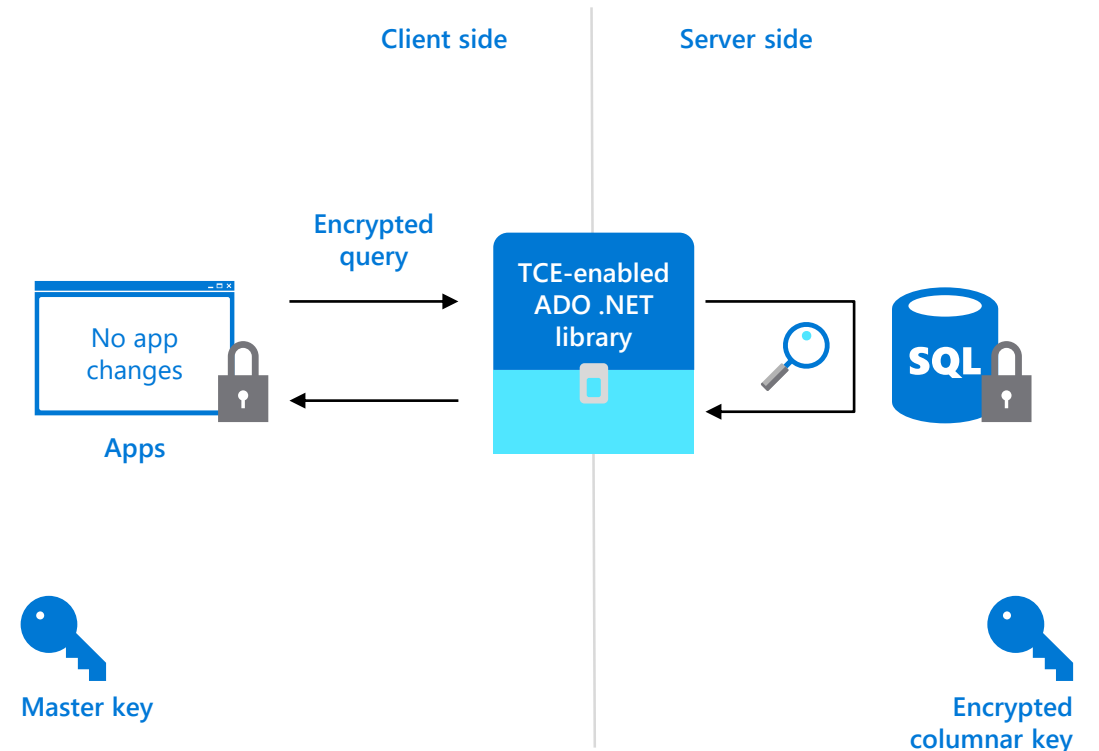 Client side
Server side
Encrypted
query
TCE-enabled
ADO .NET
library
No app
changes
SQL
Apps
Master key
Encrypted
columnar key